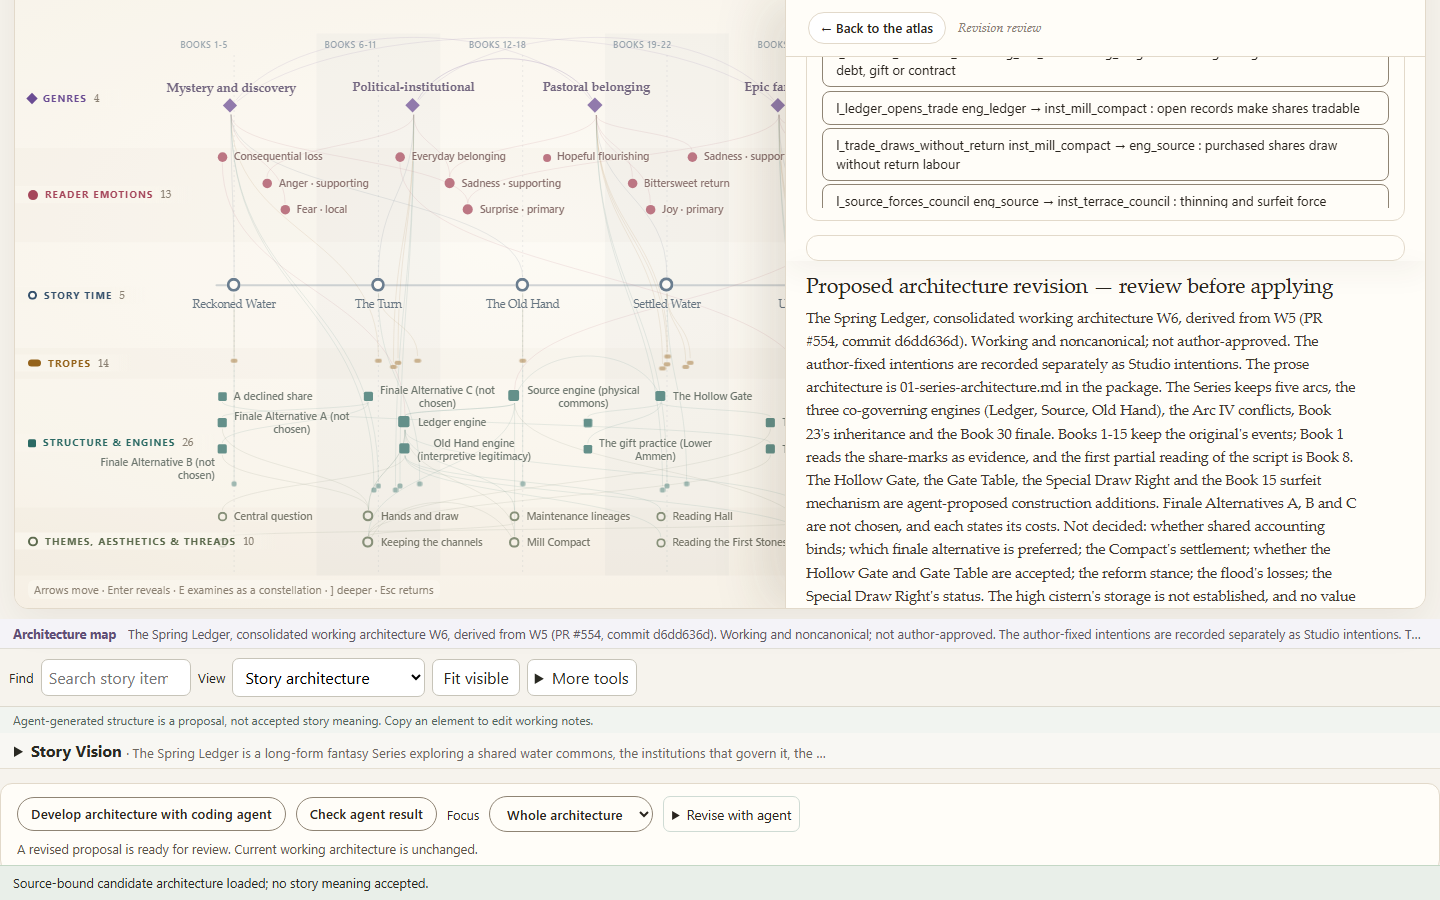 BOOKS 1-5
BOOKS 6-11
BOOKS 12-18
BOOKS 19-22
BOOKS
GENRES 4
Mystery and discovery
Political-institutional
Pastoral belonging
Epic fa
READER EMOTIONS 13
Consequential loss
Everyday belonging
Hopeful flourishing
Sadness · suppor
Anger · supporting
Sadness · supporting
Bittersweet return
Fear · local
Surprise · primary
Joy · primary
STORY TIME 5
Reckoned Water
The Turn
The Old Hand
Settled Water
U
TROPES 14
STRUCTURE & ENGINES 26
A declined share
Finale Alternative C (not
chosen)
Source engine (physical
commons)
The Hollow Gate
Finale Alternative A (not
chosen)
Ledger engine
T
Finale Alternative B (not
chosen)
Old Hand engine
(interpretive legitimacy)
The gift practice (Lower
Ammen)
T
THEMES, AESTHETICS & THREADS 10
Central question
Hands and draw
Maintenance lineages
Reading Hall
Keeping the channels
Mill Compact
Reading the First Stones
Arrows move · Enter reveals · E examines as a constellation · ] deeper · Esc returns
← Back to the atlas
Revision review
debt, gift or contract
l_ledger_opens_trade eng_ledger → inst_mill_compact : open records make shares tradable
l_trade_draws_without_return inst_mill_compact → eng_source : purchased shares draw
without return labour
l_source_forces_council eng_source → inst_terrace_council : thinning and surfeit force
Proposed architecture revision — review before applying
The Spring Ledger, consolidated working architecture W6, derived from W5 (PR
#554, commit d6dd636d). Working and noncanonical; not author-approved. The
author-fixed intentions are recorded separately as Studio intentions. The prose
architecture is 01-series-architecture.md in the package. The Series keeps five arcs, the
three co-governing engines (Ledger, Source, Old Hand), the Arc IV conflicts, Book
23's inheritance and the Book 30 finale. Books 1-15 keep the original's events; Book 1
reads the share-marks as evidence, and the first partial reading of the script is Book 8.
The Hollow Gate, the Gate Table, the Special Draw Right and the Book 15 surfeit
mechanism are agent-proposed construction additions. Finale Alternatives A, B and C
are not chosen, and each states its costs. Not decided: whether shared accounting
binds; which finale alternative is preferred; the Compact's settlement; whether the
Hollow Gate and Gate Table are accepted; the reform stance; the flood's losses; the
Special Draw Right's status. The high cistern's storage is not established, and no value
Architecture map The Spring Ledger, consolidated working architecture W6, derived from W5 (PR #554, commit d6dd636d). Working and noncanonical; not author-approved. The author-fixed intentions are recorded separately as Studio intentions. T...
Find
Search story item
View
Story architecture
Fit visible
▶ More tools
Agent-generated structure is a proposal, not accepted story meaning. Copy an element to edit working notes.
▶ Story Vision · The Spring Ledger is a long-form fantasy Series exploring a shared water commons, the institutions that govern it, the ...
Develop architecture with coding agent
Check agent result
Focus
Whole architecture
▶ Revise with agent
A revised proposal is ready for review. Current working architecture is unchanged.
Source-bound candidate architecture loaded; no story meaning accepted.